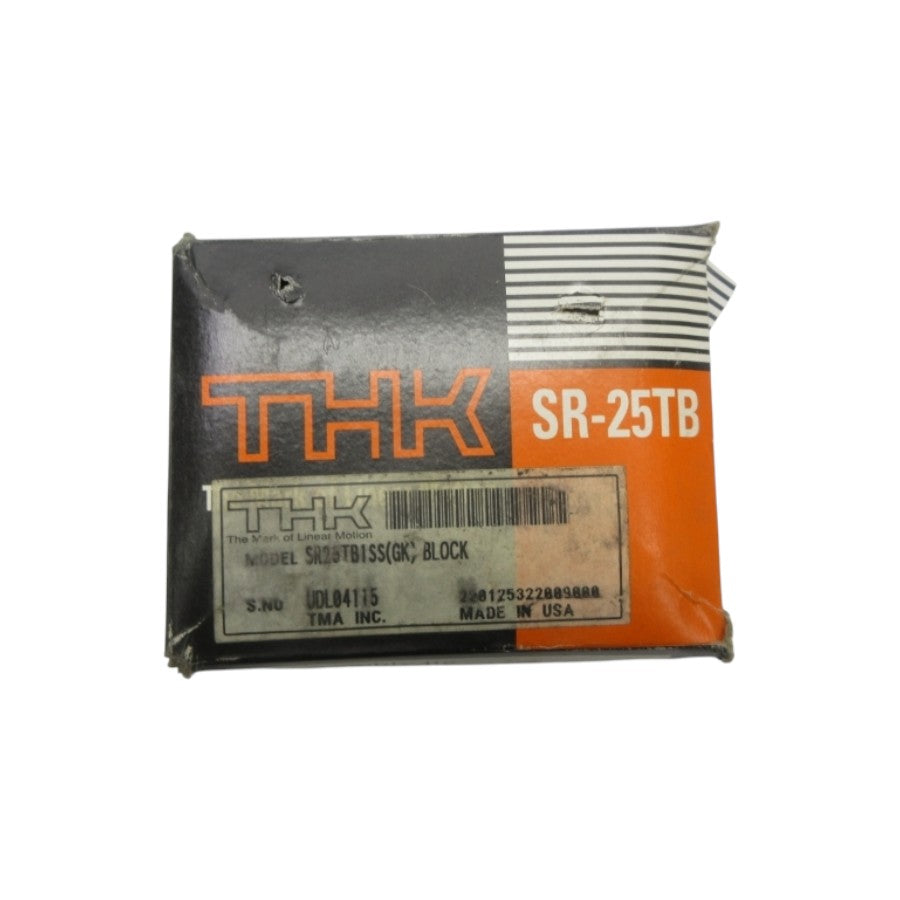 THK
SR-25TB
T
THK
The Mark of Linear Motion
MODEL SR25TB1SS(GK) BLOCK
S.NO UDL04115
TMA INC. MADE IN USA